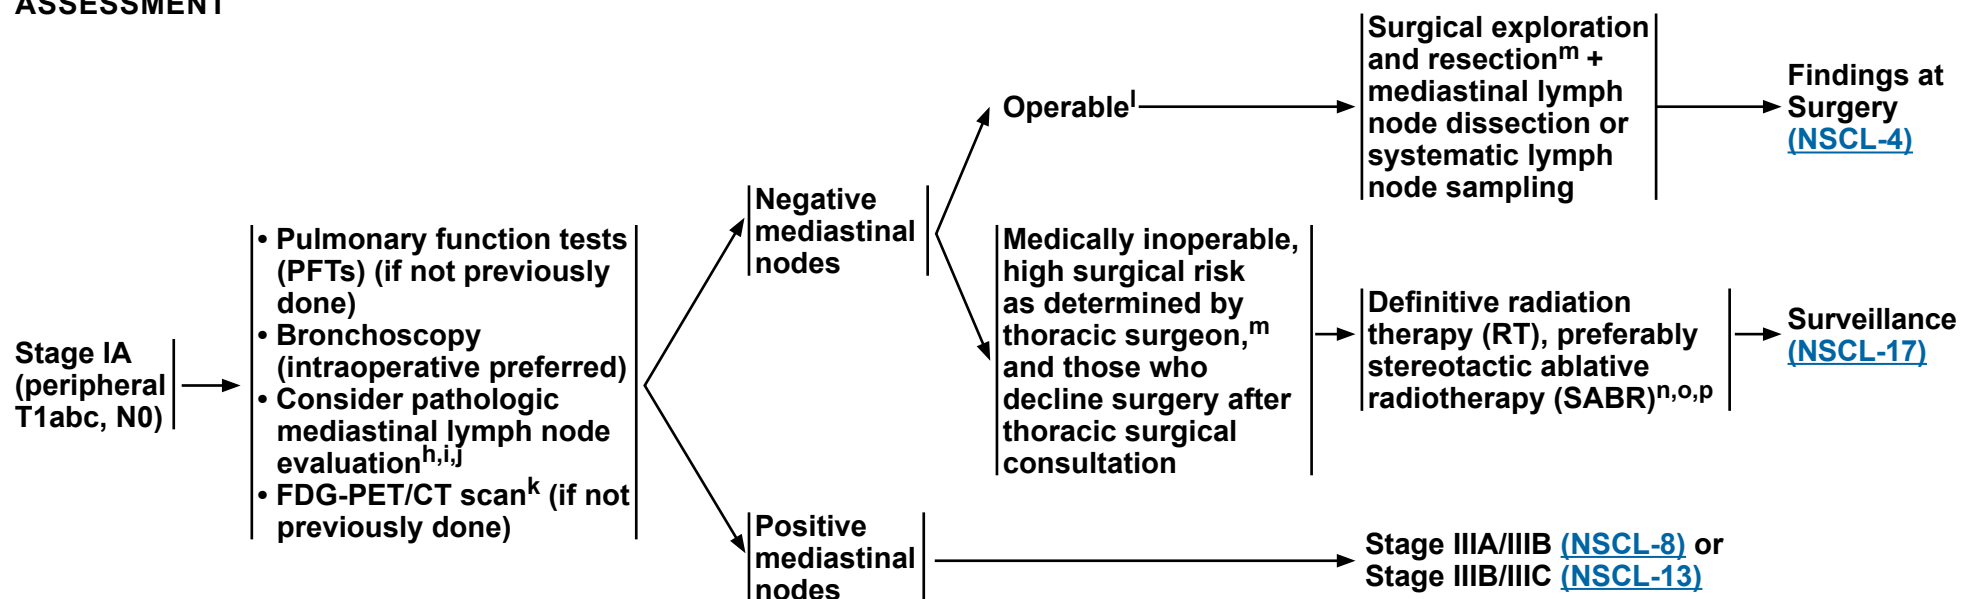 ASSESSMENT
Stage IA
(peripheral
T1abc, N0)
• Pulmonary function tests
(PFTs) (if not previously
done)
• Bronchoscopy
(intraoperative preferred)
• Consider pathologic
mediastinal lymph node
evaluationh,i,j
• FDG-PET/CT scank (if not
previously done)
Negative
mediastinal
nodes
Operablel
Surgical exploration
and resectionm +
mediastinal lymph
node dissection or
systematic lymph
node sampling
Findings at
Surgery
(NSCL-4)
Medically inoperable,
high surgical risk
as determined by
thoracic surgeon,m
and those who
decline surgery after
thoracic surgical
consultation
Definitive radiation
therapy (RT), preferably
stereotactic ablative
radiotherapy (SABR)n,o,p
Surveillance
(NSCL-17)
Positive
mediastinal
nodes
Stage IIIA/IIIB (NSCL-8) or
Stage IIIB/IIIC (NSCL-13)